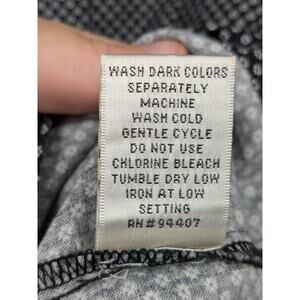 WASH DARK COLORS
SEPARATELY
MACHINE
WASH COLD
GENTLE CYCLE
DO NOT USE
CHLORINE BLEACH
TUMBLE DRY LOW
IRON AT LOW
SETTING
RN#94407